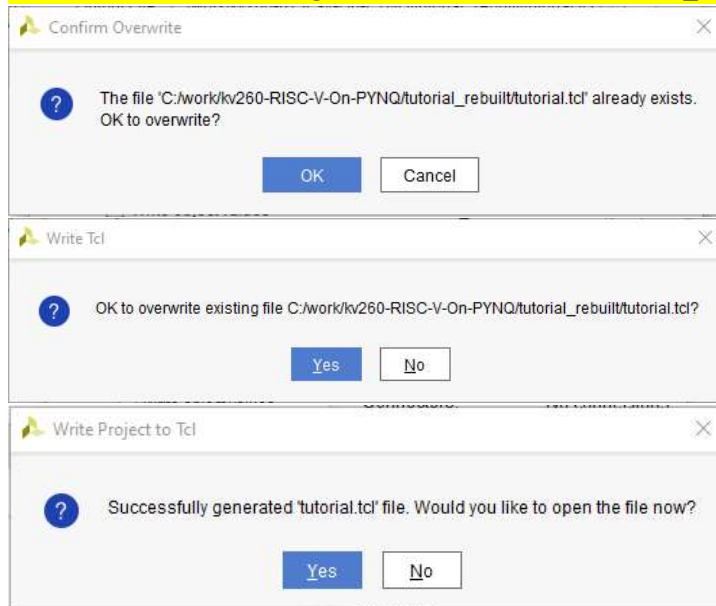 Confirm Overwrite
The file 'C:/work/kv260-RISC-V-On-PYNQ/tutorial_rebuilt/tutorial.tcl' already exists.
OK to overwrite?
OK Cancel
Write Tcl
OK to overwrite existing file C:/work/kv260-RISC-V-On-PYNQ/tutorial_rebuilt/tutorial.tcl?
Yes No
Write Project to Tcl
Successfully generated 'tutorial.tcl' file. Would you like to open the file now?
Yes No